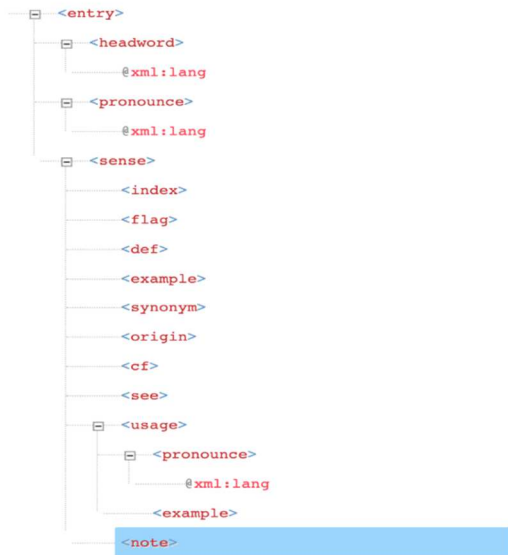 <entry>
<headword>
@xml:lang
<pronounce>
@xml:lang
<sense>
<index>
<flag>
<def>
<example>
<synonym>
<origin>
<cf>
<see>
<usage>
<pronounce>
@xml:lang
<example>
<note>